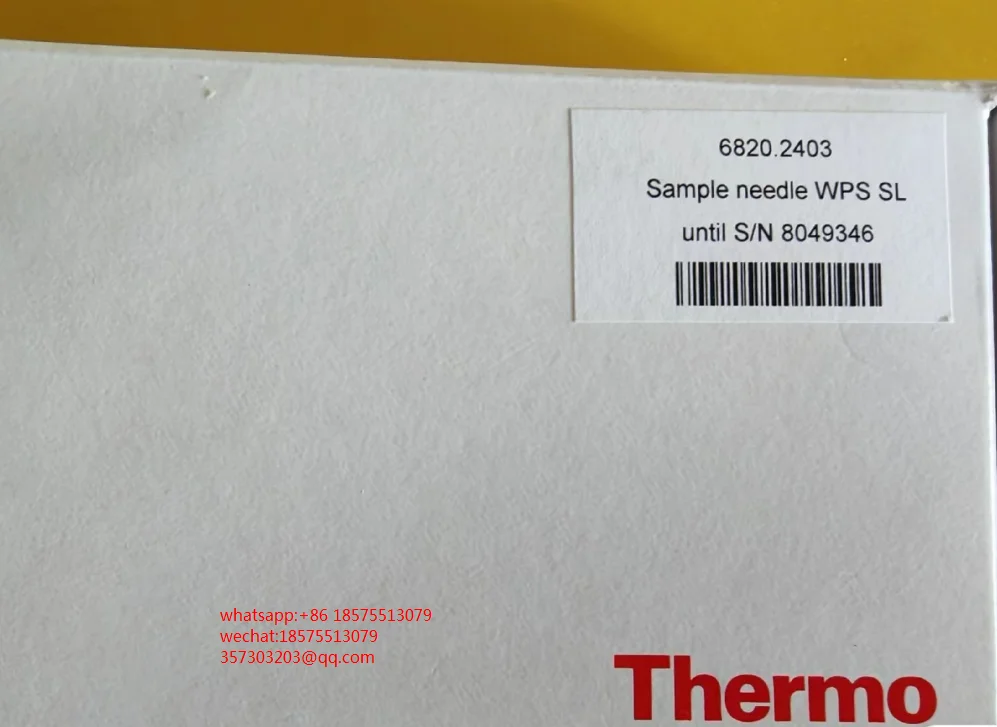 6820.2403
Sample needle WPS SL
until S/N 8049346
whatsapp:+86 18575513079
wechat:18575513079
357303203@qq.com
Thermo